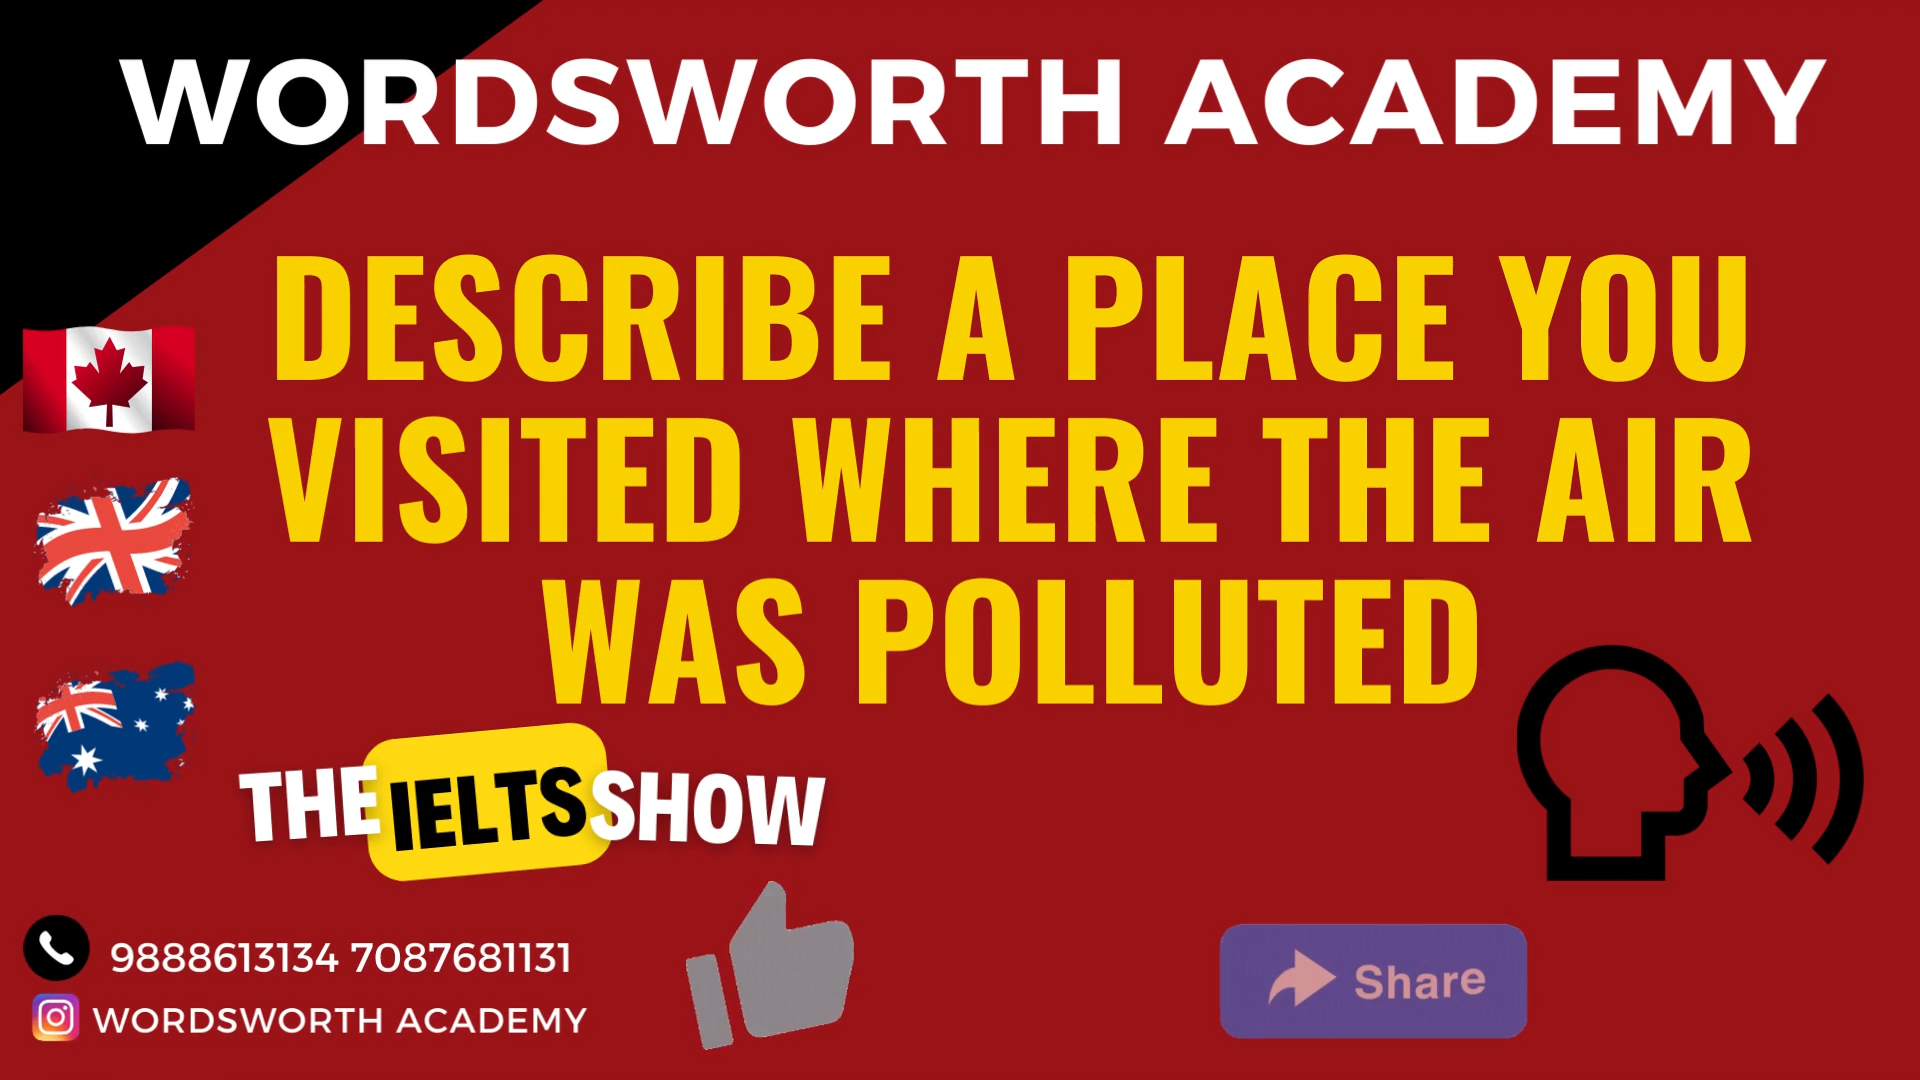 WORDSWORTH ACADEMY
DESCRIBE A PLACE YOU
VISITED WHERE THE AIR
WAS POLLUTED
THE IELTS SHOW
9888613134 7087681131
WORDSWORTH ACADEMY
Share